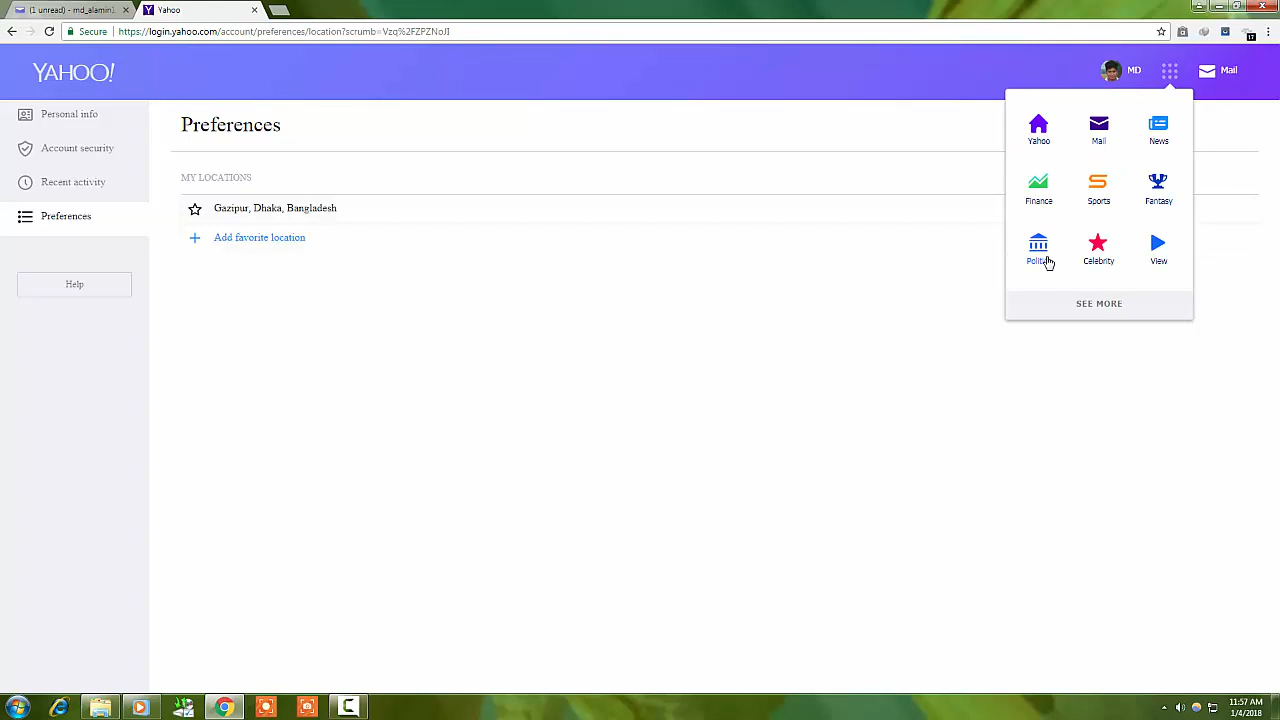 (1 unread) - md_alamin1
Yahoo
Secure
https://login.yahoo.com/account/preferences/location?scrumb=Vzq%2FZPZNoJI
17
YAHOO!
MD
Mail
Personal info
Account security
Recent activity
Preferences
Help
Preferences
MY LOCATIONS
Gazipur, Dhaka, Bangladesh
Add favorite location
Yahoo
Mail
News
Finance
Sports
Fantasy
Celebrity
View
SEE MORE
11:57 AM
1/4/2018